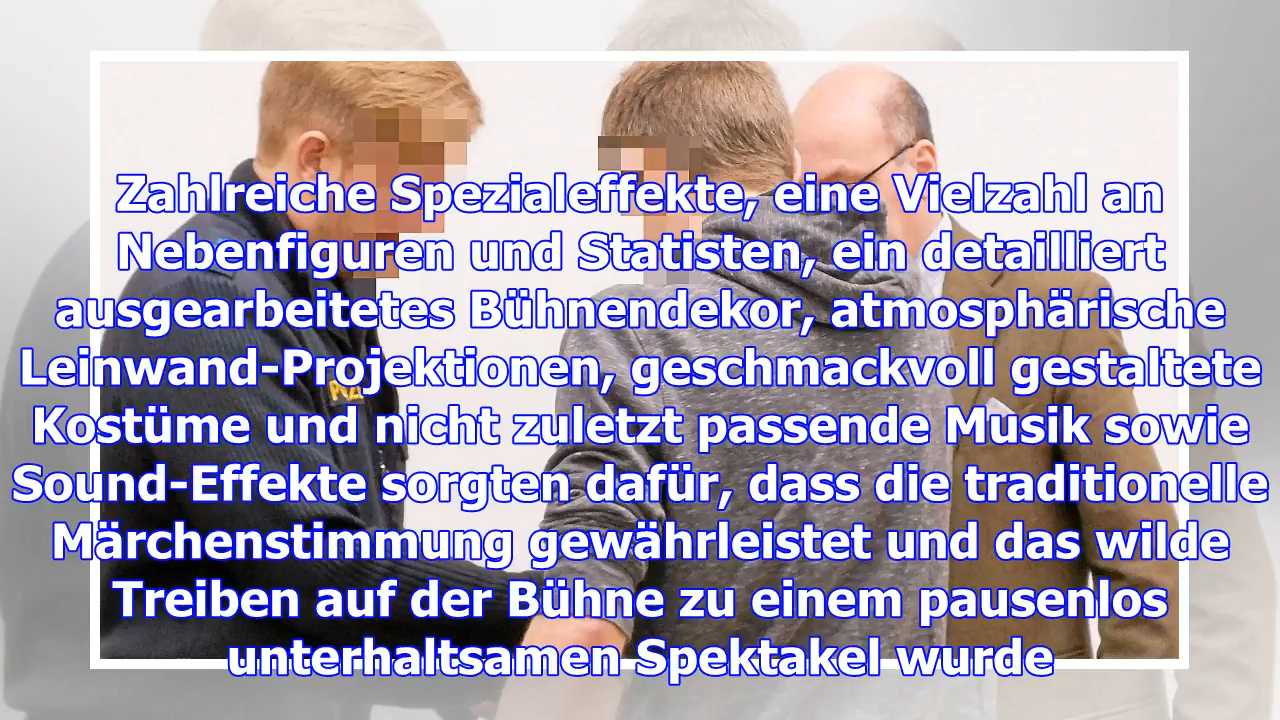 Zahlreiche Spezialeffekte, eine Vielzahl an
Nebenfiguren und Statisten, ein detailliert
ausgearbeitetes Bühnendekor, atmosphärische
Leinwand-Projektionen, geschmackvoll gestaltete
Kostüme und nicht zuletzt passende Musik sowie
Sound-Effekte sorgten dafür, dass die traditionelle
Märchenstimmung gewährleistet und das wilde
Treiben auf der Bühne zu einem pausenlos
unterhaltsamen Spektakel wurde